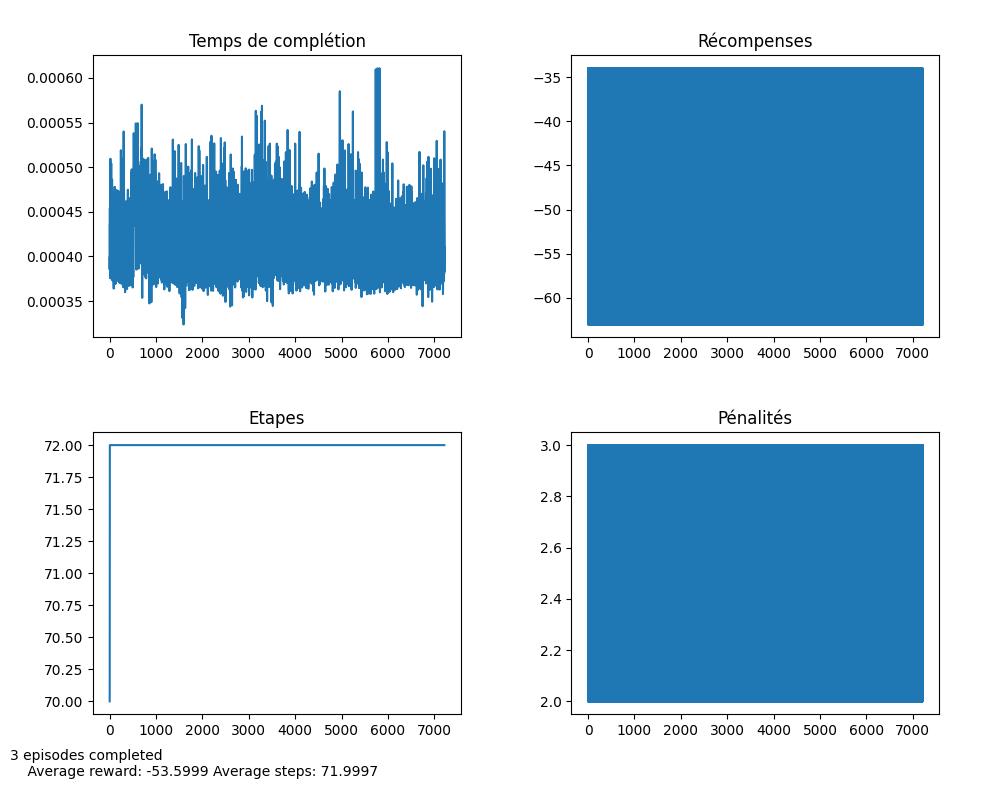 Temps de complétion
0.00060
0.00055
0.00050
0.00045
0.00040
0.00035
0 1000 2000 3000 4000 5000 6000 7000
Récompenses
−35
−40
−45
−50
−55
−60
0 1000 2000 3000 4000 5000 6000 7000
Etapes
72.00
71.75
71.50
71.25
71.00
70.75
70.50
70.25
70.00
0 1000 2000 3000 4000 5000 6000 7000
Pénalités
3.0
2.8
2.6
2.4
2.2
2.0
0 1000 2000 3000 4000 5000 6000 7000
3 episodes completed
Average reward: -53.5999 Average steps: 71.9997